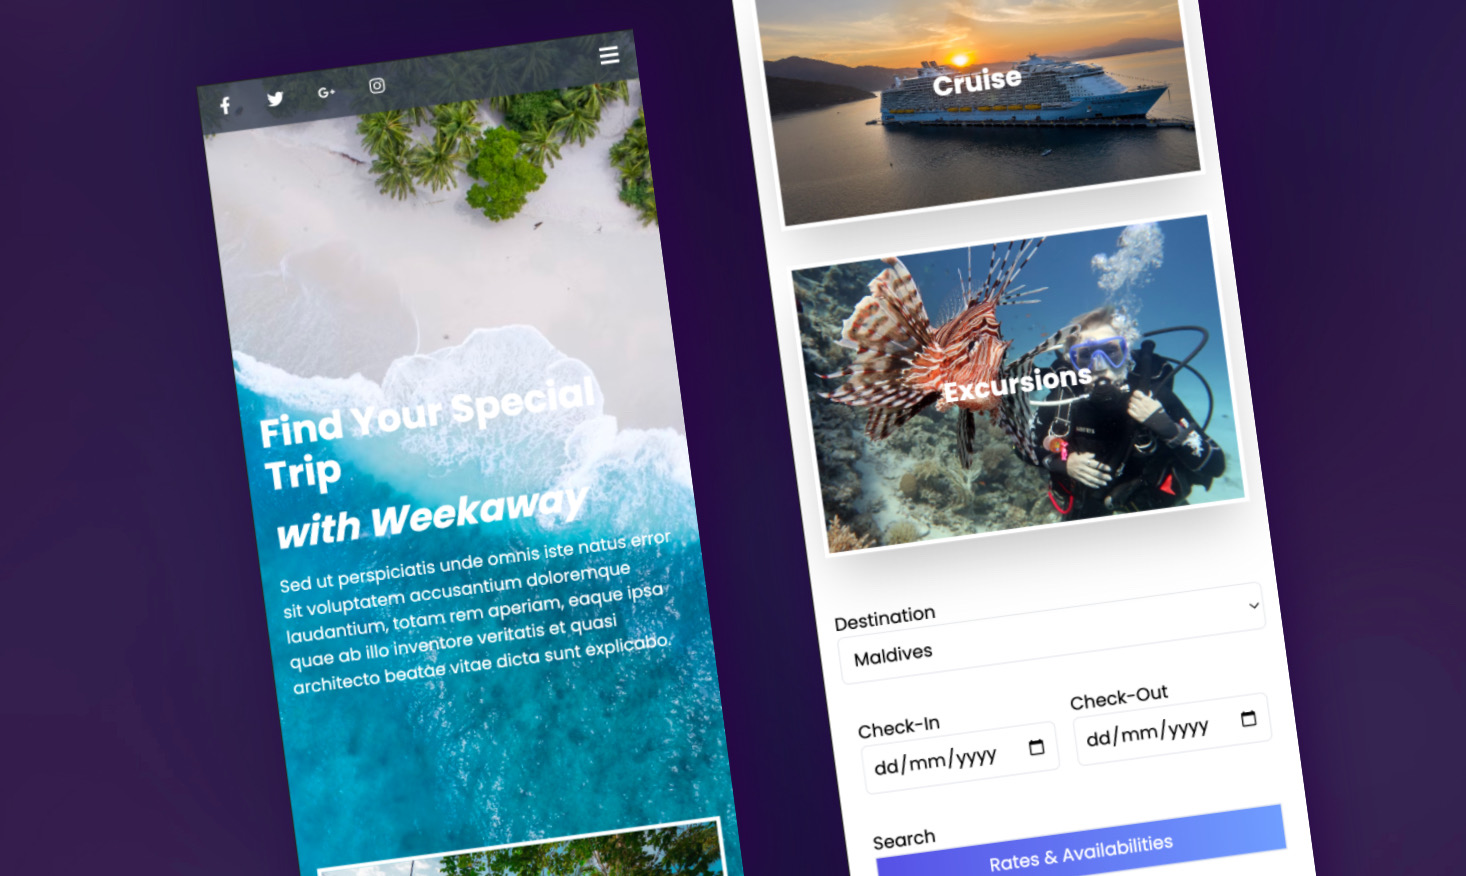 Find Your Special
Trip
with Weekaway
Sed ut perspiciatis unde omnis iste natus error
sit voluptatem accusantium doloremque
laudantium, totam rem aperiam, eaque ipsa
quae ab illo inventore veritatis et quasi
architecto beatae vitae dicta sunt explicabo.
Cruise
Excursions
Destination
Maldives
Check-In
dd/mm/yyyy
Check-Out
dd/mm/yyyy
Search
Rates & Availabilities